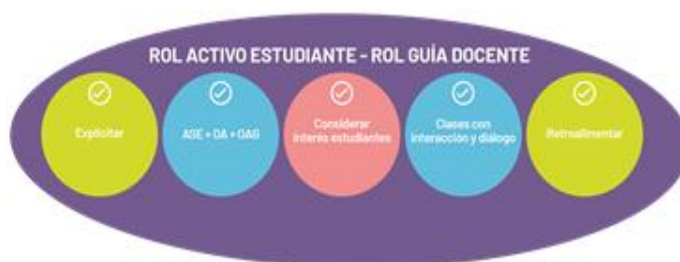 ROL ACTIVO ESTUDIANTE - ROL GUÍA DOCENTE
Explicitar
ASE + OA + OAG
Considerar
interés estudiantes
Clases con
interacción y diálogo
Retroalimentar